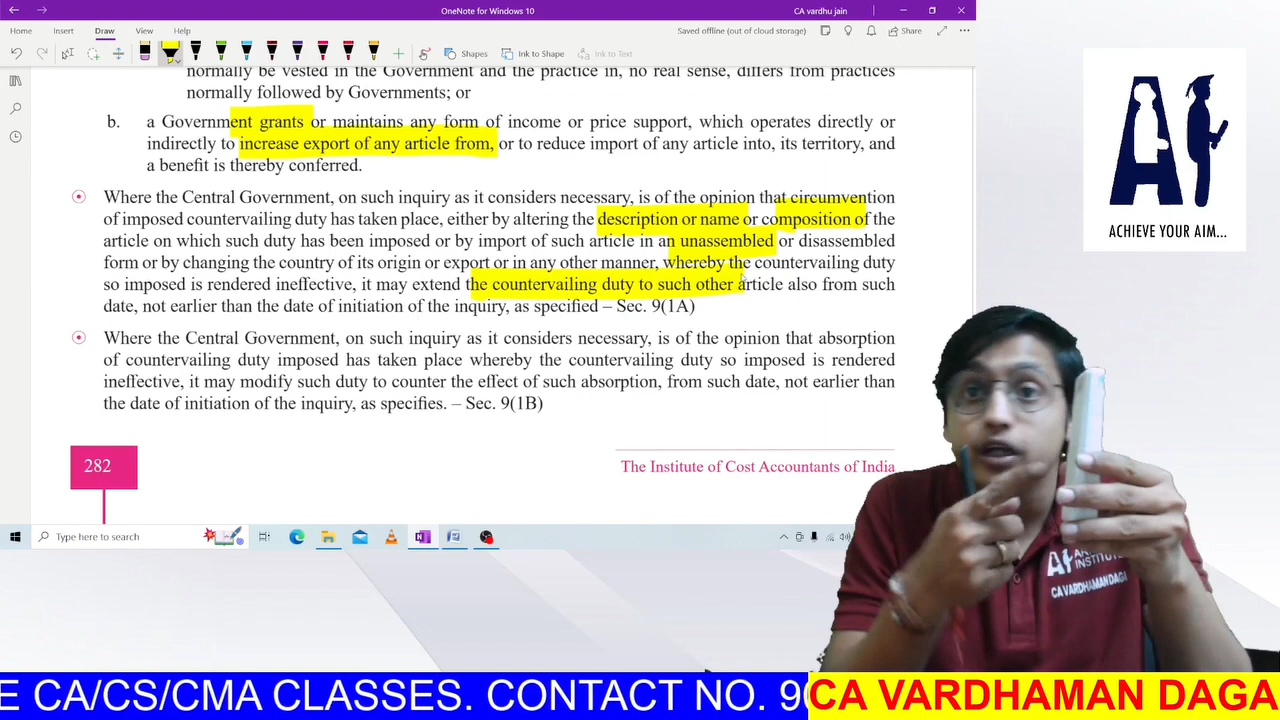 OneNote for Windows 10
CA vardhu jain
Home Insert Draw View Help
Saved offline (out of cloud storage) Share
Shapes Ink to Shape Ink to Text
normally be vested in the Government and the practice in, no real sense, differs from practices
normally followed by Governments; or
b. a Government grants or maintains any form of income or price support, which operates directly or
indirectly to increase export of any article from, or to reduce import of any article into, its territory, and
a benefit is thereby conferred.
Where the Central Government, on such inquiry as it considers necessary, is of the opinion that circumvention
of imposed countervailing duty has taken place, either by altering the description or name or composition of the
article on which such duty has been imposed or by import of such article in an unassembled or disassembled
form or by changing the country of its origin or export or in any other manner, whereby the countervailing duty
so imposed is rendered ineffective, it may extend the countervailing duty to such other article also from such
date, not earlier than the date of initiation of the inquiry, as specified – Sec. 9(1A)
Where the Central Government, on such inquiry as it considers necessary, is of the opinion that absorption
of countervailing duty imposed has taken place whereby the countervailing duty so imposed is rendered
ineffective, it may modify such duty to counter the effect of such absorption, from such date, not earlier than
the date of initiation of the inquiry, as specifies. – Sec. 9(1B)
282
The Institute of Cost Accountants of India
Type here to search
ACHIEVE YOUR AIM...
CA VARDHAMAN DAGA
E CA/CS/CMA CLASSES. CONTACT NO. 9
CA VARDHAMAN DAGA